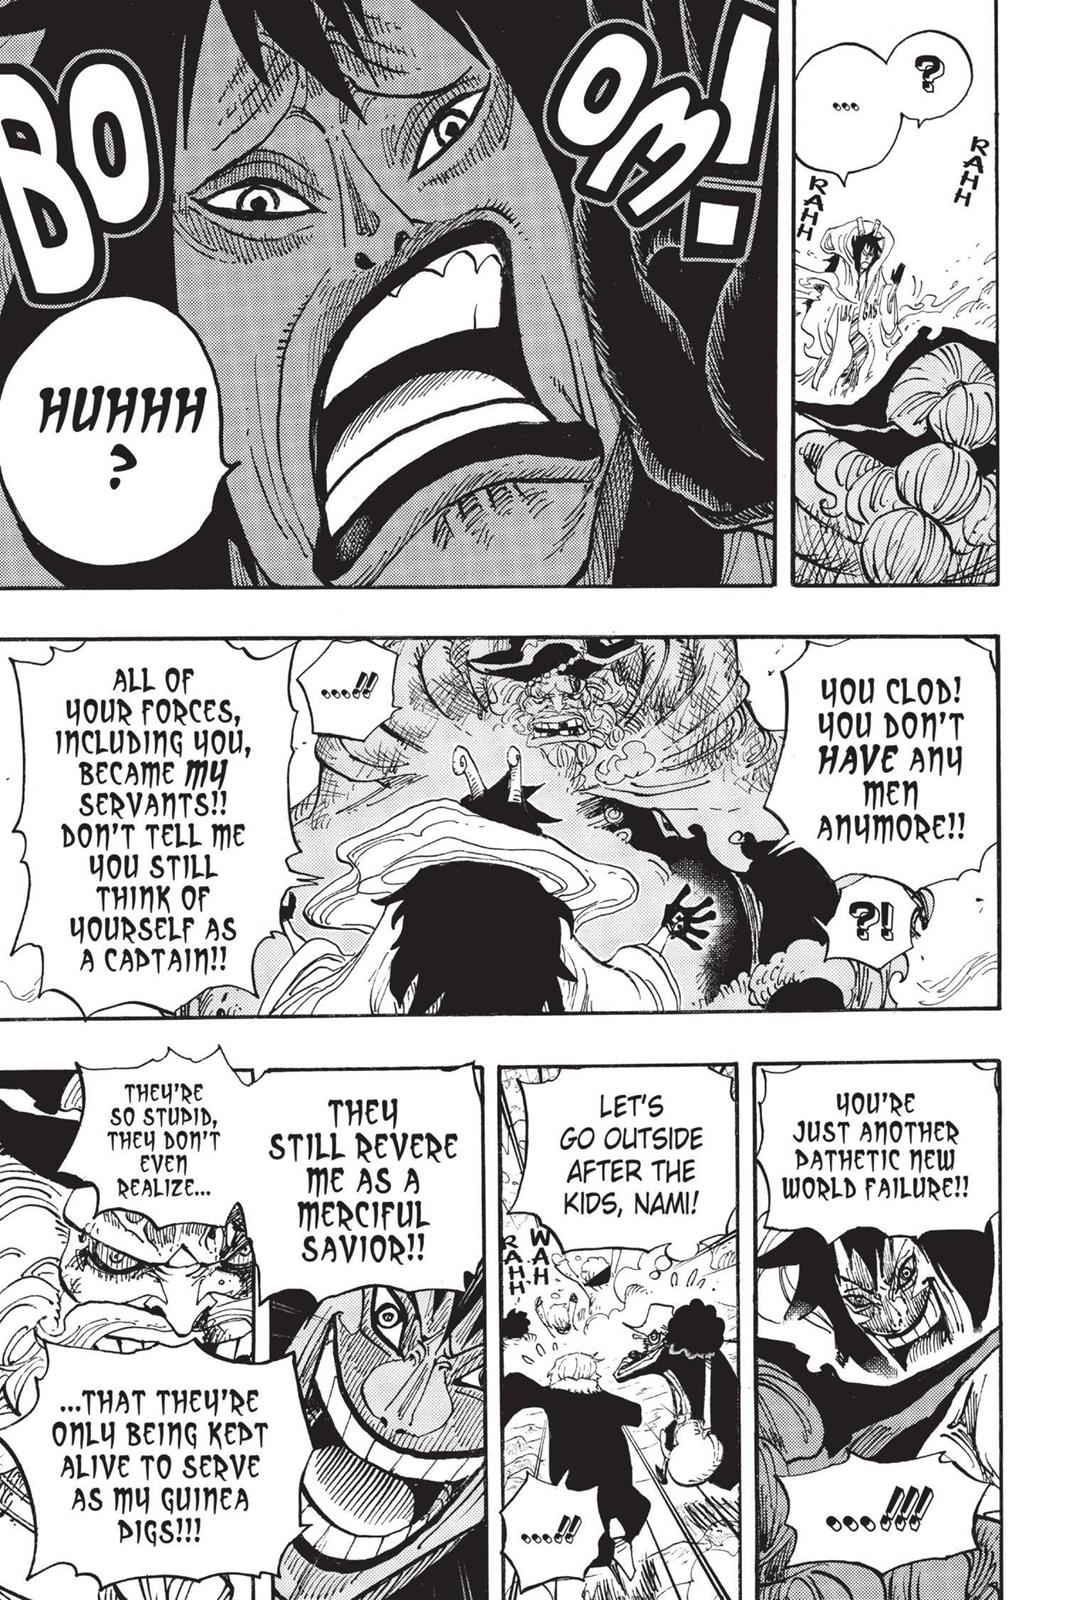 ?
...
RAHH
RAHH
LAS GAS
BOOM!
HUHHH
?
YOU CLOD!
YOU DON'T
HAVE ANY
MEN
ANYMORE!!
?!
....!!
ALL OF
YOUR FORCES,
INCLUDING YOU,
BECAME MY
SERVANTS!!
DON'T TELL ME
YOU STILL
THINK OF
YOURSELF AS
A CAPTAIN!!
YOU'RE
JUST ANOTHER
PATHETIC NEW
WORLD FAILURE!!
...!!!
LET'S
GO OUTSIDE
AFTER THE
KIDS, NAMI!
WAH
RAHH
....!!
THEY
STILL REVERE
ME AS A
MERCIFUL
SAVIOR!!
THEY'RE
SO STUPID,
THEY DON'T
EVEN
REALIZE...
...THAT THEY'RE
ONLY BEING KEPT
ALIVE TO SERVE
AS MY GUINEA
PIGS!!!